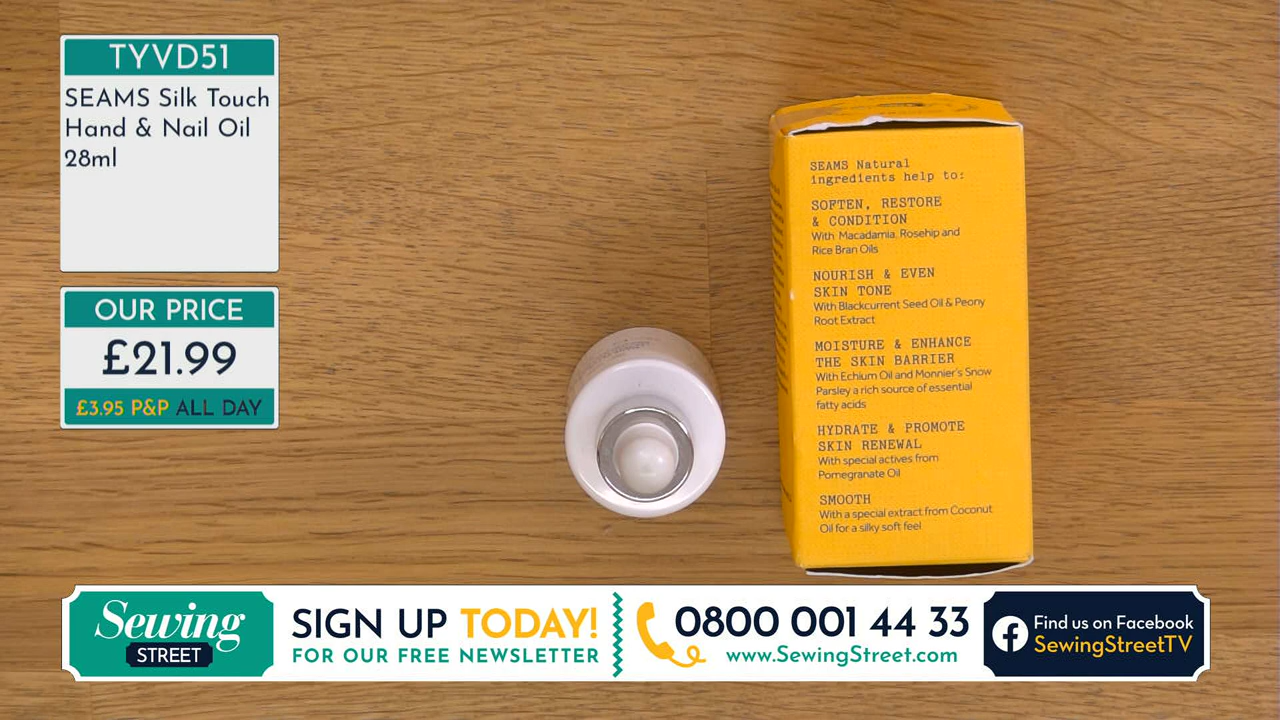 TYVD51
SEAMS Silk Touch
Hand & Nail Oil
28ml
OUR PRICE
£21.99
£3.95 P&P ALL DAY
SEAMS Natural
ingredients help to:
SOFTEN, RESTORE
& CONDITION
With Macadamia, Rosehip and
Rice Bran Oils
NOURISH & EVEN
SKIN TONE
With Blackcurrent Seed Oil & Peony
Root Extract
MOISTURE & ENHANCE
THE SKIN BARRIER
With Echium Oil and Monnier's Snow
Parsley a rich source of essential
fatty acids
HYDRATE & PROMOTE
SKIN RENEWAL
With special actives from
Pomegranate Oil
SMOOTH
With a special extract from Coconut
Oil for a silky soft feel
Sewing
STREET
SIGN UP TODAY!
FOR OUR FREE NEWSLETTER
0800 001 44 33
www.SewingStreet.com
Find us on Facebook
SewingStreetTV